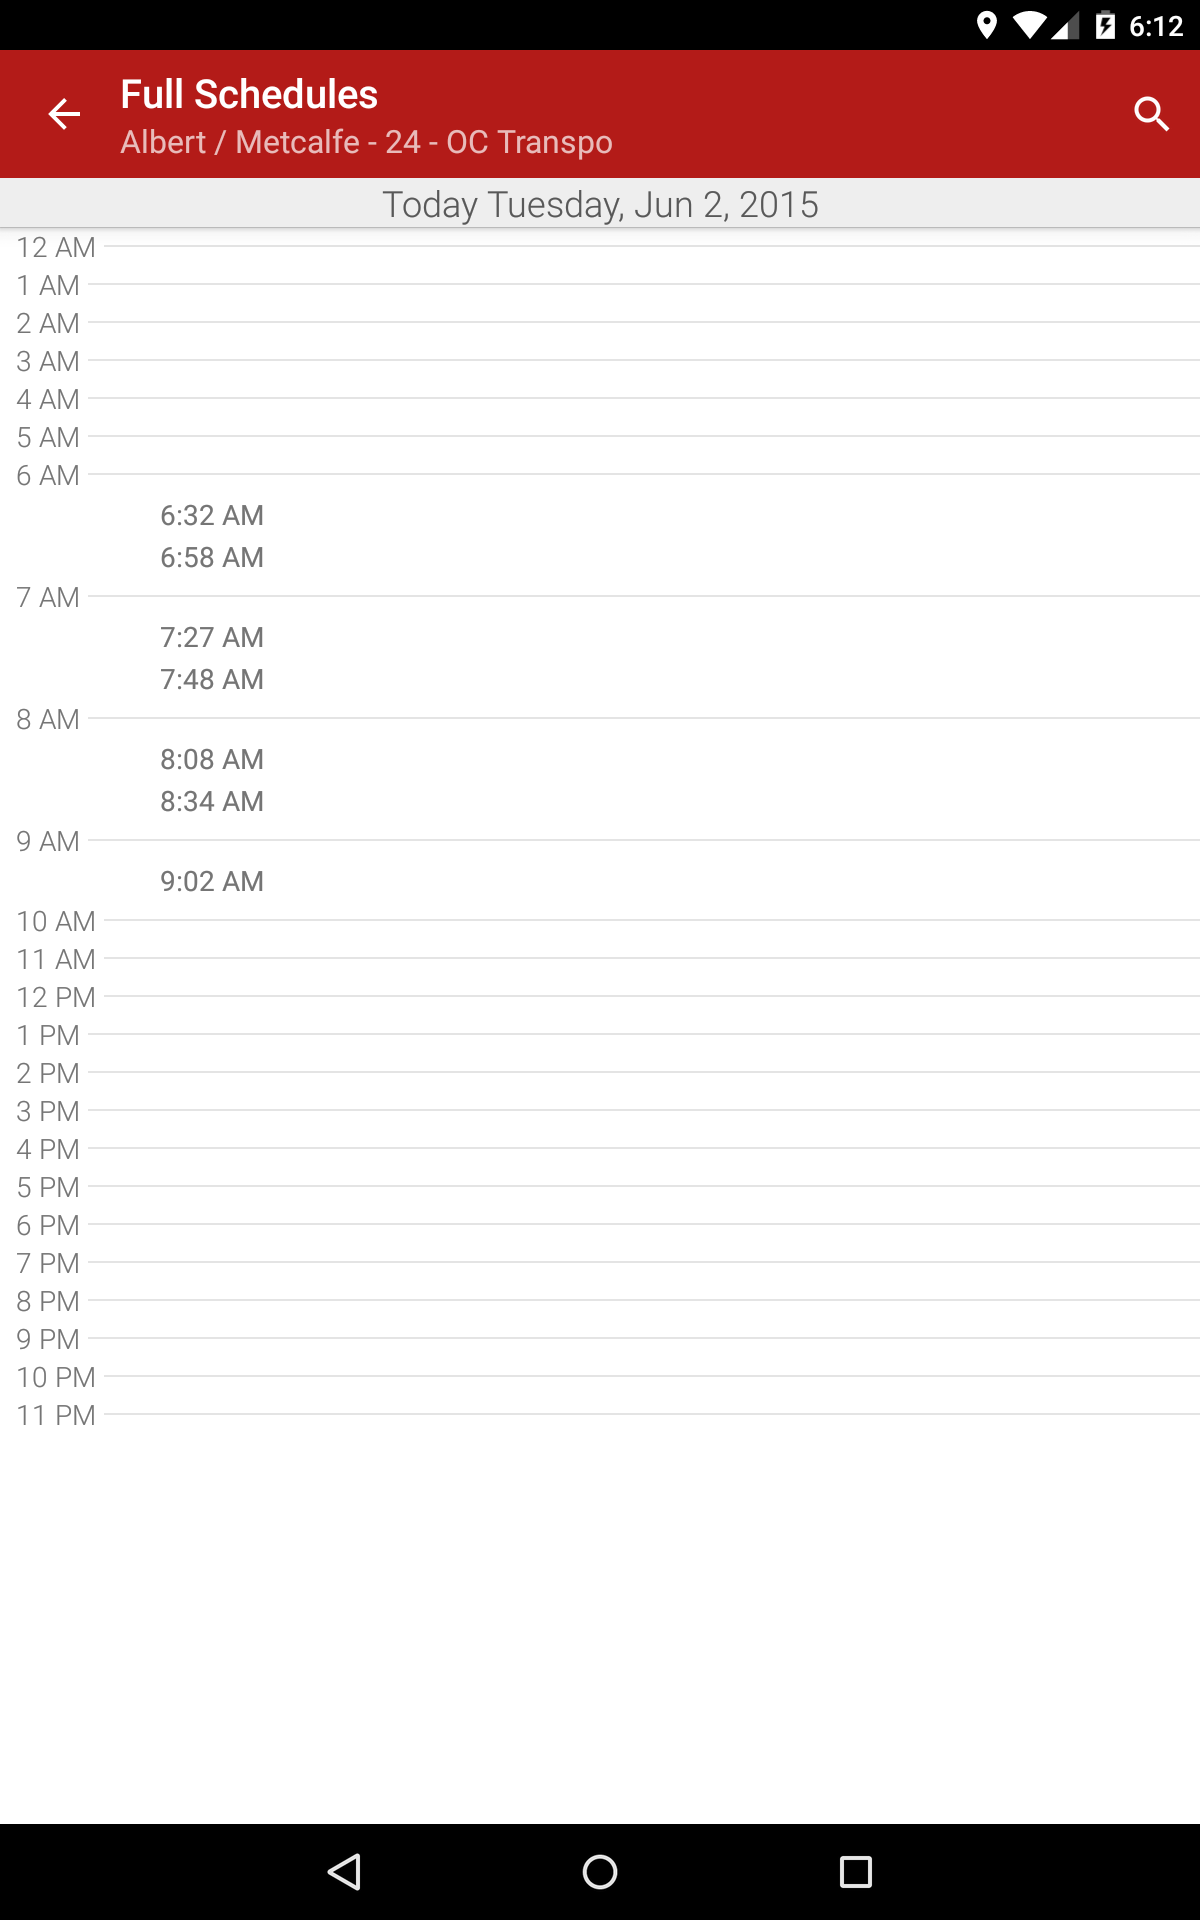 6:12
Full Schedules
Albert / Metcalfe - 24 - OC Transpo
Today Tuesday, Jun 2, 2015
12 AM
1 AM
2 AM
3 AM
4 AM
5 AM
6 AM
6:32 AM
6:58 AM
7 AM
7:27 AM
7:48 AM
8 AM
8:08 AM
8:34 AM
9 AM
9:02 AM
10 AM
11 AM
12 PM
1 PM
2 PM
3 PM
4 PM
5 PM
6 PM
7 PM
8 PM
9 PM
10 PM
11 PM